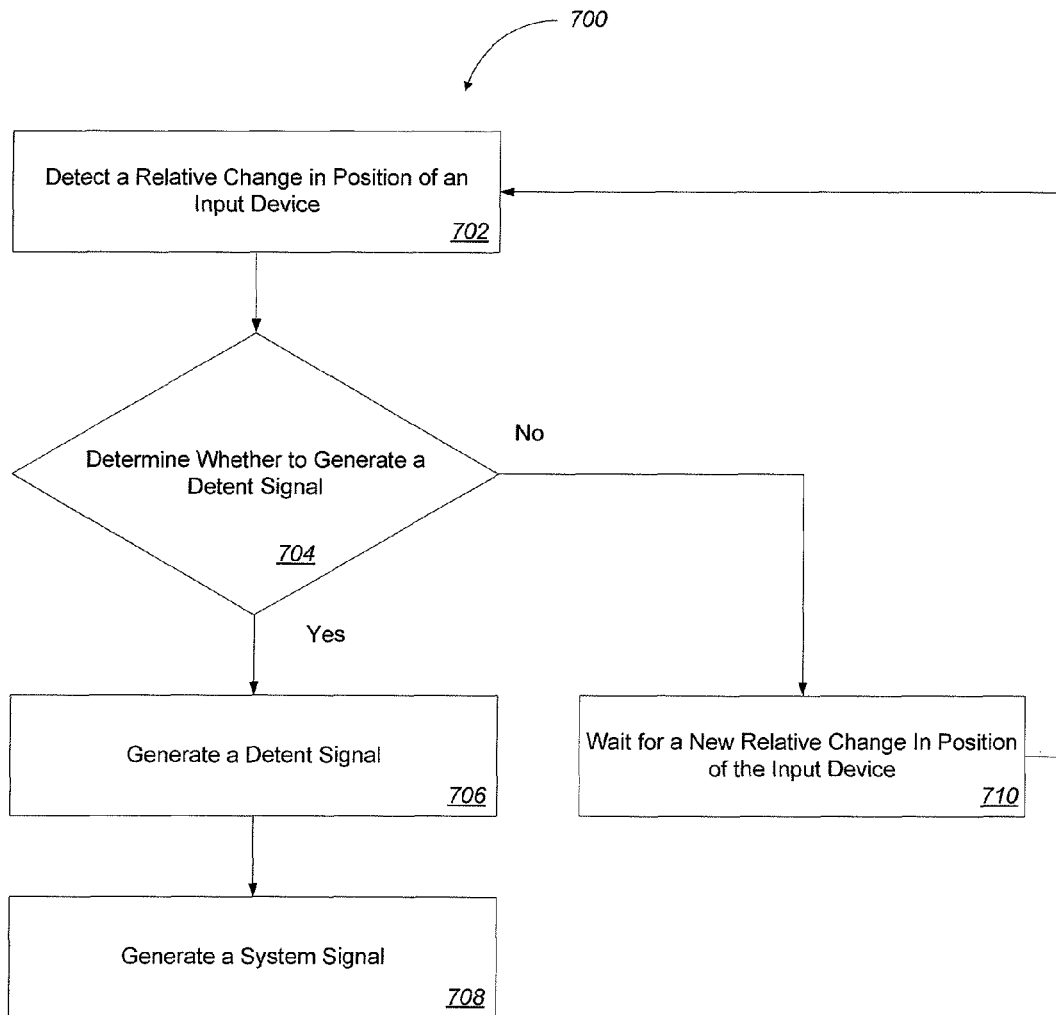 700
Detect a Relative Change in Position of an
Input Device
702
No
Determine Whether to Generate a
Detent Signal
704
Yes
Generate a Detent Signal
706
Wait for a New Relative Change In Position
of the Input Device
710
Generate a System Signal
708